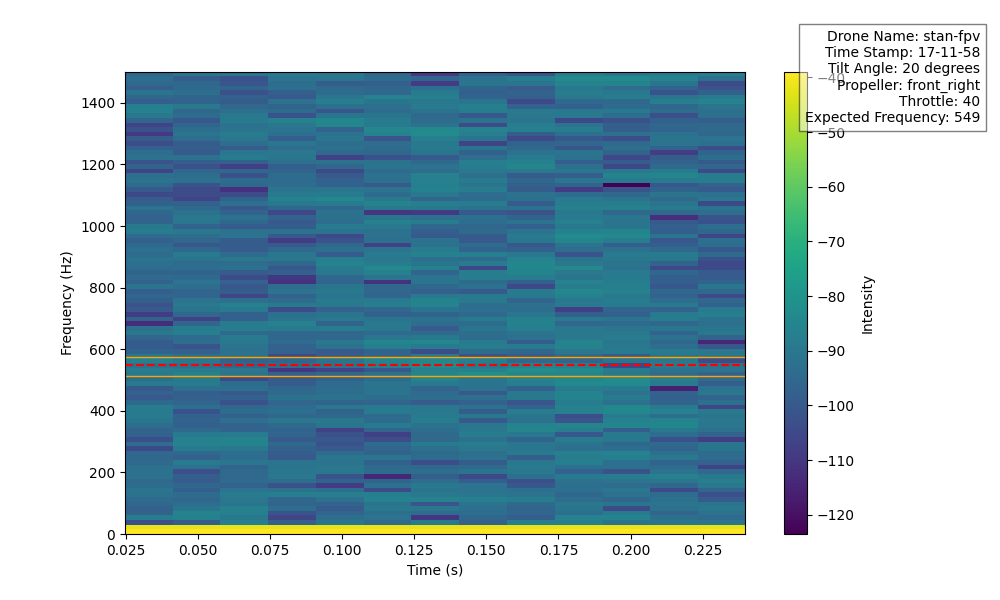 Drone Name: stan-fpv
Time Stamp: 17-11-58
Tilt Angle: 20 degrees
Propeller: front_right
Throttle: 40
Expected Frequency: 549
1400
1200
1000
800
600
400
200
0
Frequency (Hz)
0.025 0.050 0.075 0.100 0.125 0.150 0.175 0.200 0.225
Time (s)
−40
−50
−60
−70
−80
−90
−100
−110
−120
Intensity